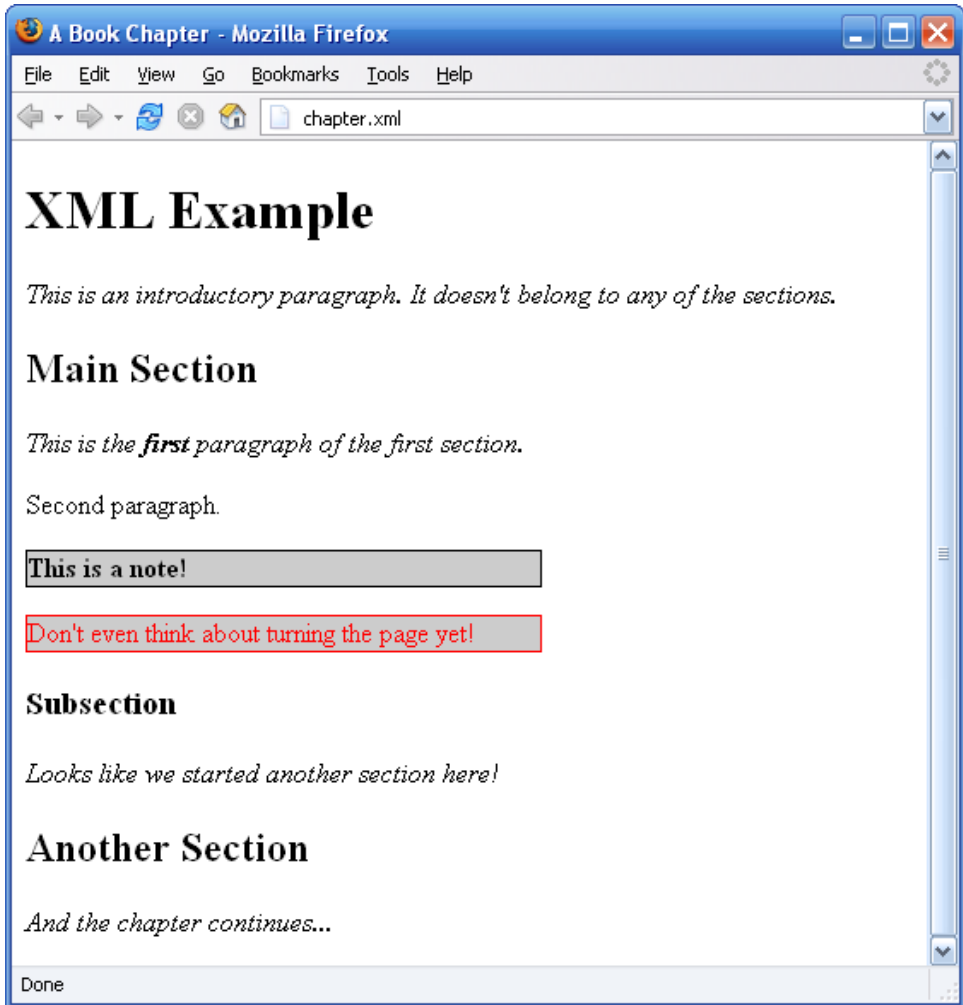 A Book Chapter - Mozilla Firefox
File Edit View Go Bookmarks Tools Help
chapter.xml
XML Example
This is an introductory paragraph. It doesn't belong to any of the sections.
Main Section
This is the first paragraph of the first section.
Second paragraph.
This is a note!
Don't even think about turning the page yet!
Subsection
Looks like we started another section here!
Another Section
And the chapter continues...
Done